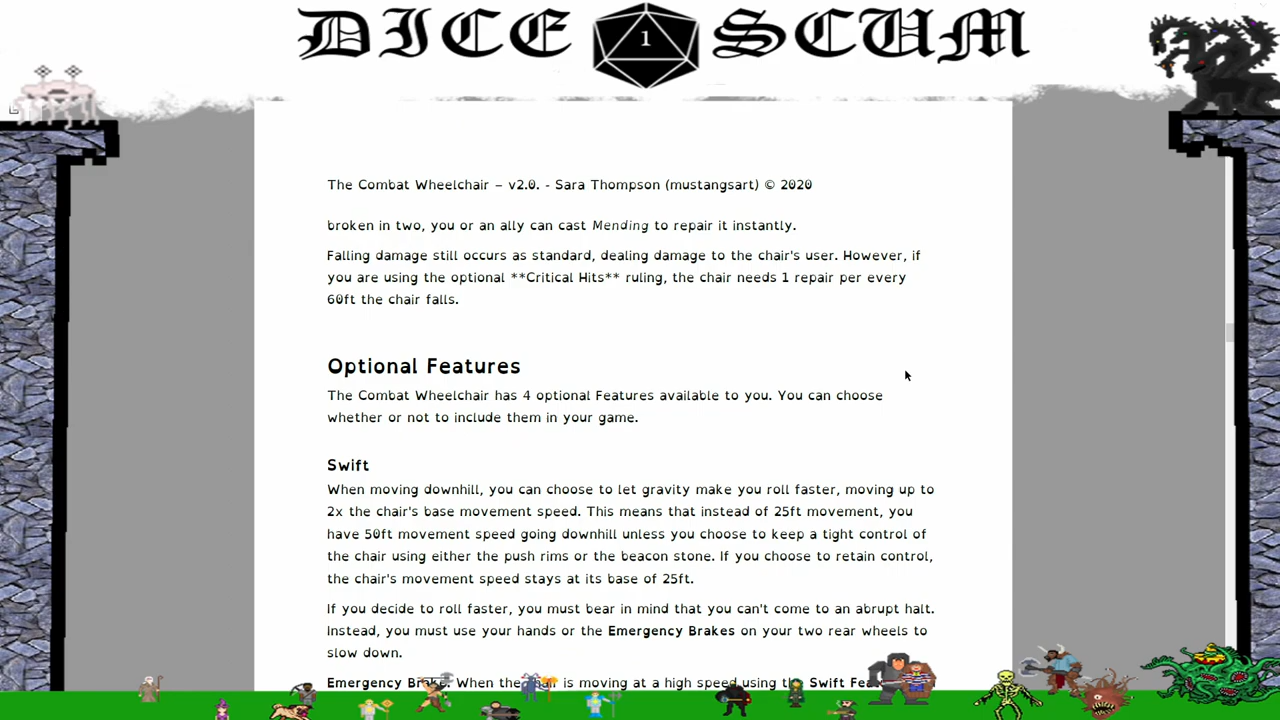 DICE 1 SCUM
The Combat Wheelchair – v2.0. - Sara Thompson (mustangsart) © 2020
broken in two, you or an ally can cast Mending to repair it instantly.
Falling damage still occurs as standard, dealing damage to the chair's user. However, if
you are using the optional **Critical Hits** ruling, the chair needs 1 repair per every
60ft the chair falls.
Optional Features
The Combat Wheelchair has 4 optional Features available to you. You can choose
whether or not to include them in your game.
Swift
When moving downhill, you can choose to let gravity make you roll faster, moving up to
2x the chair's base movement speed. This means that instead of 25ft movement, you
have 50ft movement speed going downhill unless you choose to keep a tight control of
the chair using either the push rims or the beacon stone. If you choose to retain control,
the chair's movement speed stays at its base of 25ft.
If you decide to roll faster, you must bear in mind that you can't come to an abrupt halt.
Instead, you must use your hands or the Emergency Brakes on your two rear wheels to
slow down.
Emergency When the is moving at a high speed using Swift